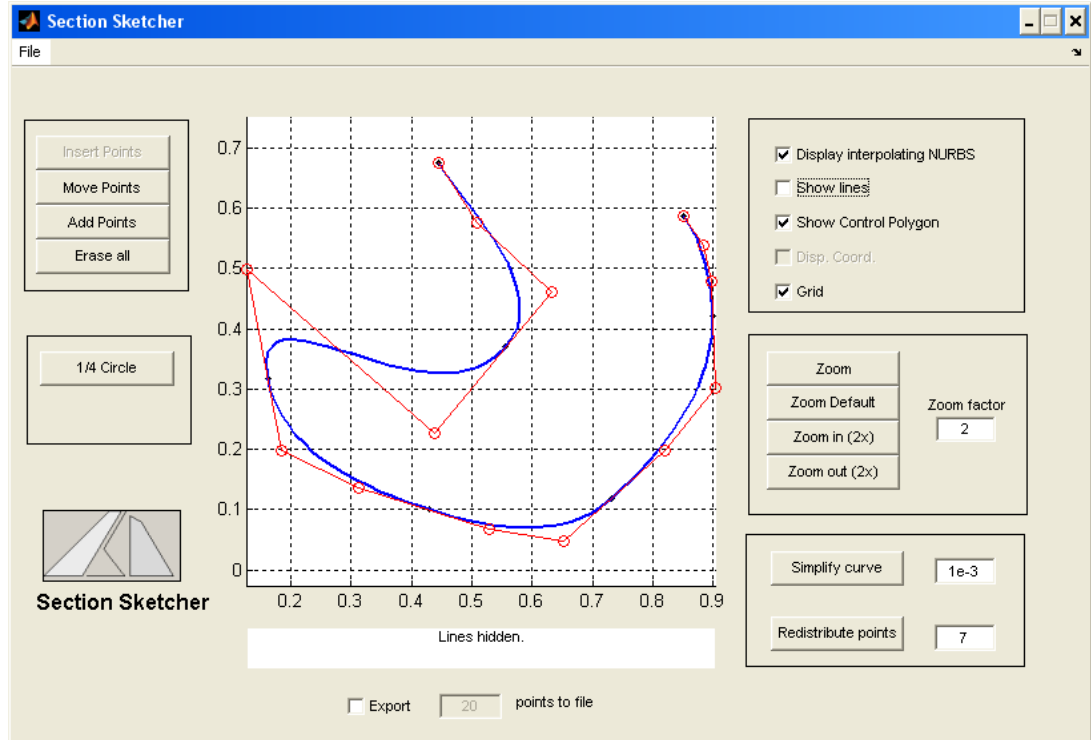 Section Sketcher
File
Insert Points
Move Points
Add Points
Erase all
1/4 Circle
Section Sketcher
0.7
0.6
0.5
0.4
0.3
0.2
0.1
0
0.2 0.3 0.4 0.5 0.6 0.7 0.8 0.9
Lines hidden.
Export 20 points to file
Display interpolating NURBS
Show lines
Show Control Polygon
Disp. Coord.
Grid
Zoom
Zoom Default
Zoom in (2x)
Zoom out (2x)
Zoom factor
2
Simplify curve 1e-3
Redistribute points 7